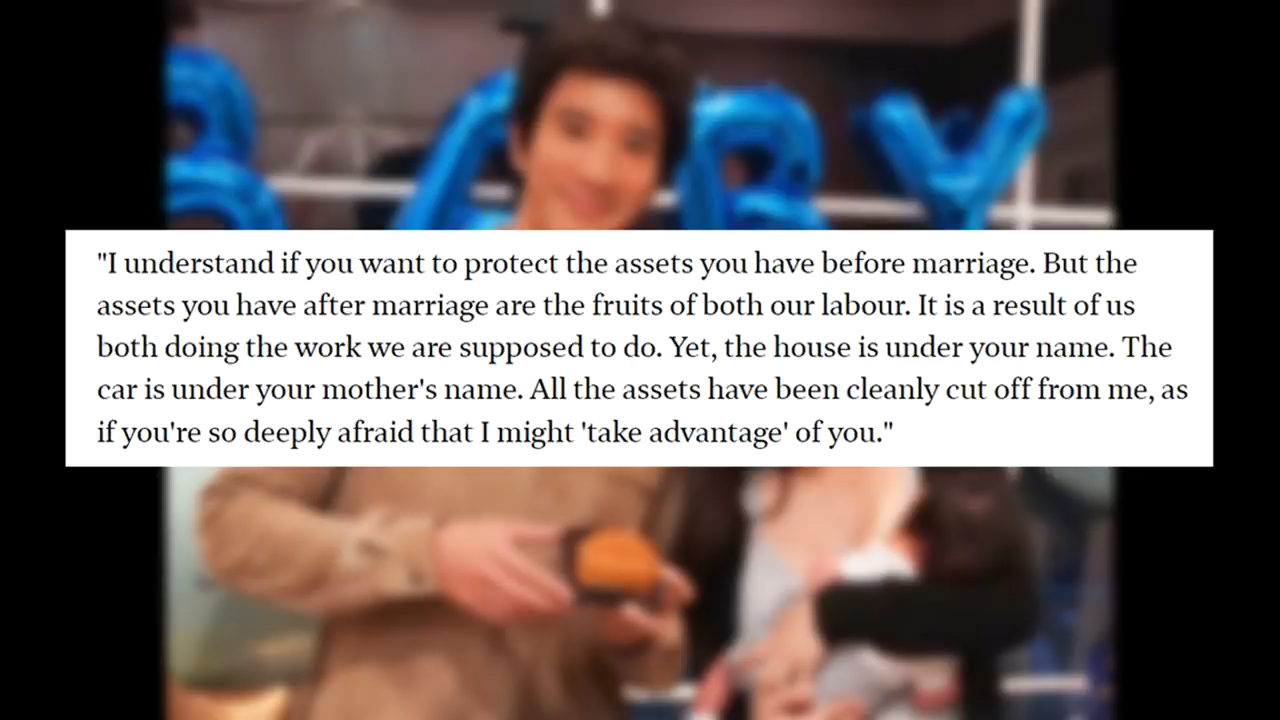 BABY
"I understand if you want to protect the assets you have before marriage. But the
assets you have after marriage are the fruits of both our labour. It is a result of us
both doing the work we are supposed to do. Yet, the house is under your name. The
car is under your mother's name. All the assets have been cleanly cut off from me, as
if you're so deeply afraid that I might 'take advantage' of you."